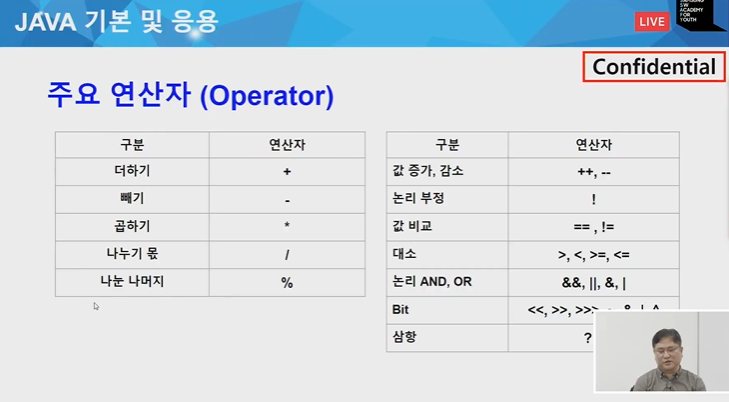 JAVA 기본 및 응용
LIVE
SAMSUNG
SW
ACADEMY
FOR
YOUTH
Confidential
주요 연산자 (Operator)
구분 연산자
더하기 +
빼기 -
곱하기 *
나누기 몫 /
나눈 나머지 %
구분 연산자
값 증가, 감소 ++, --
논리 부정 !
값 비교 == , !=
대소 >, <, >=, <=
논리 AND, OR &&, ||, &, |
Bit <<, >>, >>>
삼항 ?